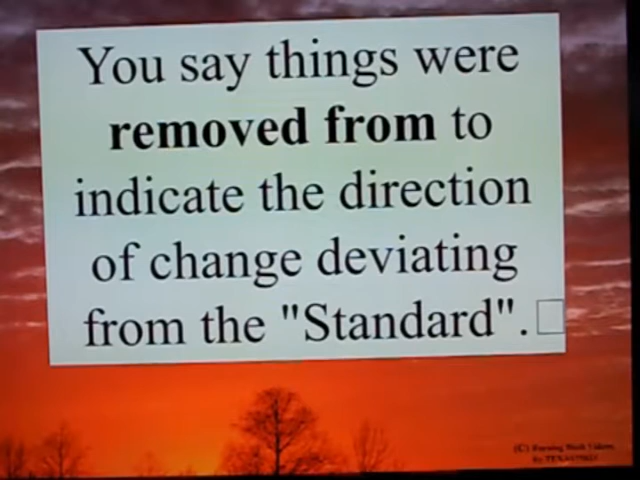 You say things were
removed from to
indicate the direction
of change deviating
from the "Standard".